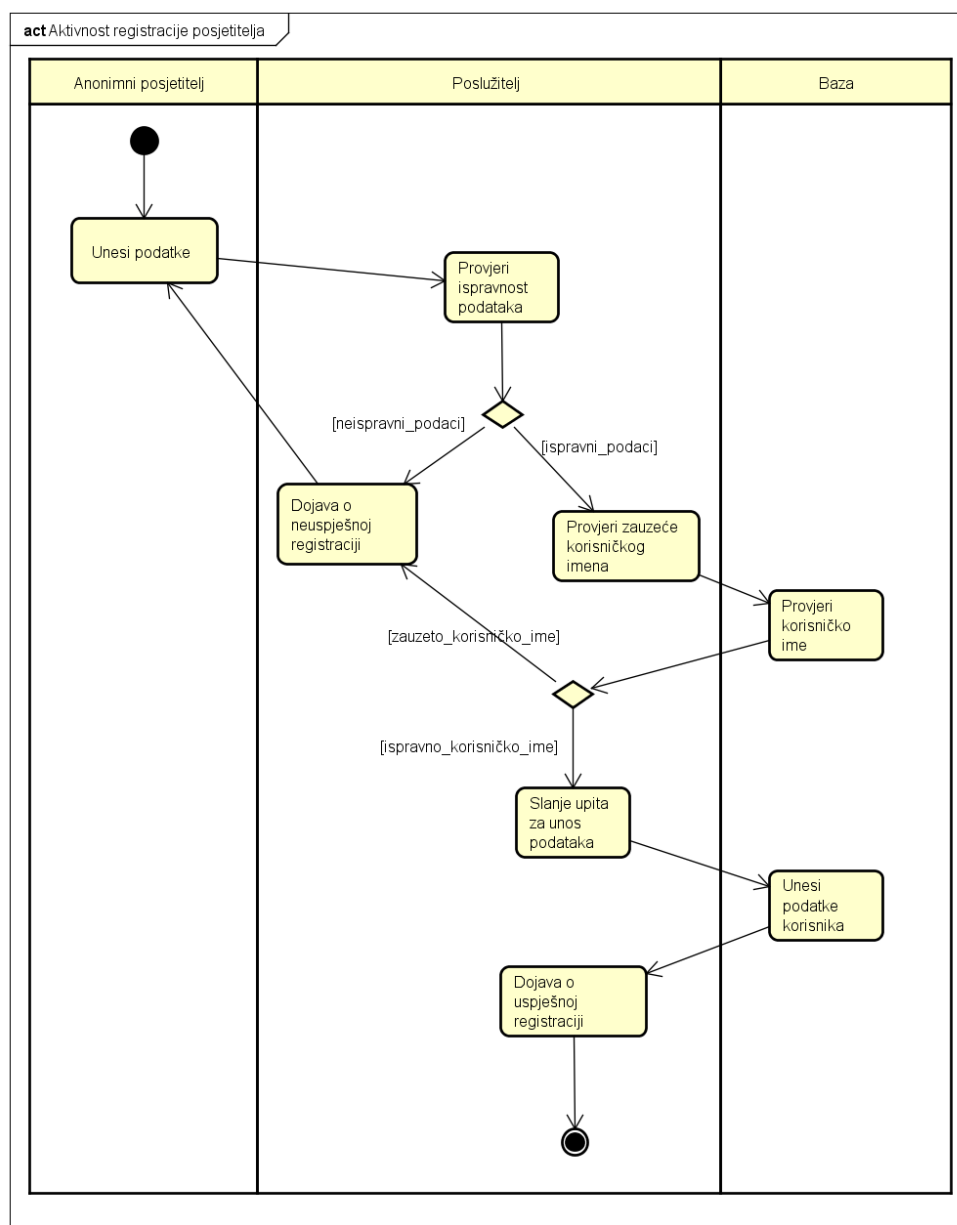 act Aktivnost registracije posjetitelja
Anonimni posjetitelj
Poslužitelj
Baza
Unesi podatke
Provjeri
ispravnost
podataka
[neispravni_podaci]
[ispravni_podaci]
Dojava o
neuspješnoj
registraciji
Provjeri zauzeće
korisničkog
imena
Provjeri
korisničko
ime
[zauzeto_korisničko_ime]
[ispravno_korisničko_ime]
Slanje upita
za unos
podataka
Unesi
podatke
korisnika
Dojava o
uspješnoj
registraciji